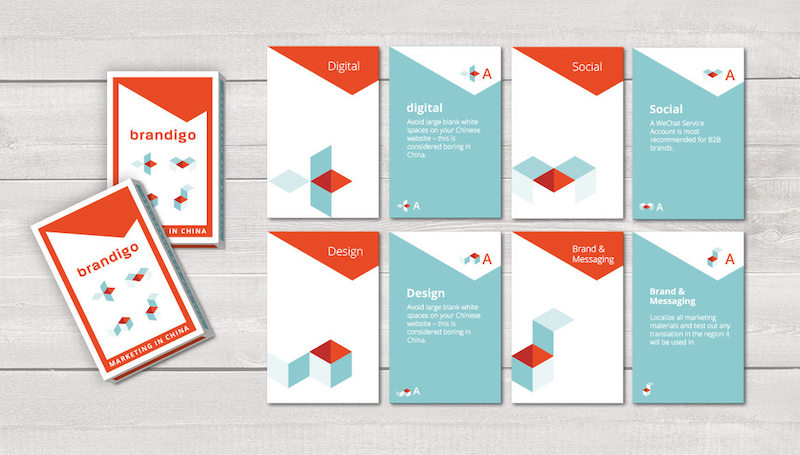 brandigo
IN CHINA
brandigo
MARKETING IN CHINA
Digital
A
digital
Avoid large blank white
spaces on your Chinese
website – this is
considered boring in
China.
A
Social
A
Social
A WeChat Service
Account is most
recommended for B2B
brands.
A
Design
A
Design
Avoid large blank white
spaces on your Chinese
website – this is
considered boring in
China.
A
Brand &
Messaging
A
Brand &
Messaging
Localize all marketing
materials and test out any
translation in the region it
will be used in